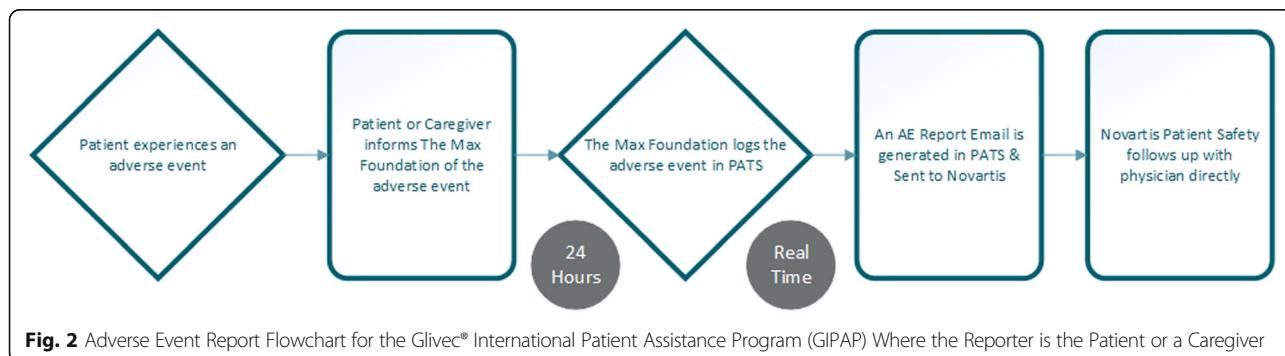 Patient experiences an
adverse event
Patient or Caregiver
informs The Max
Foundation of the
adverse event
The Max Foundation logs the
adverse event in PATS
An AE Report Email is
generated in PATS &
Sent to Novartis
Novartis Patient Safety
follows up with
physician directly
24
Hours
Real
Time
Fig. 2 Adverse Event Report Flowchart for the Glivec® International Patient Assistance Program (GIPAP) Where the Reporter is the Patient or a Caregiver